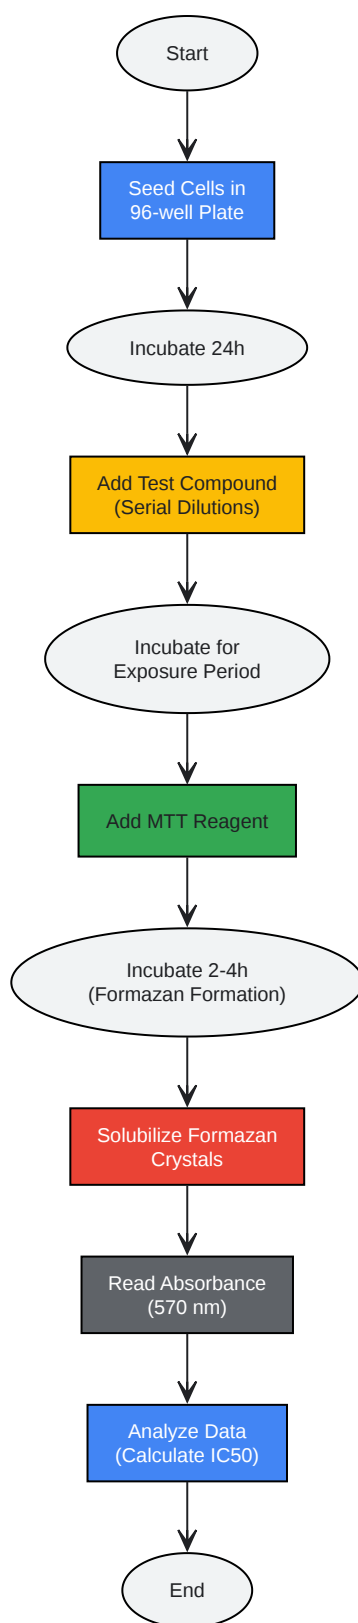 Start
Seed Cells in
96-well Plate
Incubate 24h
Add Test Compound
(Serial Dilutions)
Incubate for
Exposure Period
Add MTT Reagent
Incubate 2-4h
(Formazan Formation)
Solubilize Formazan
Crystals
Read Absorbance
(570 nm)
Analyze Data
(Calculate IC50)
End